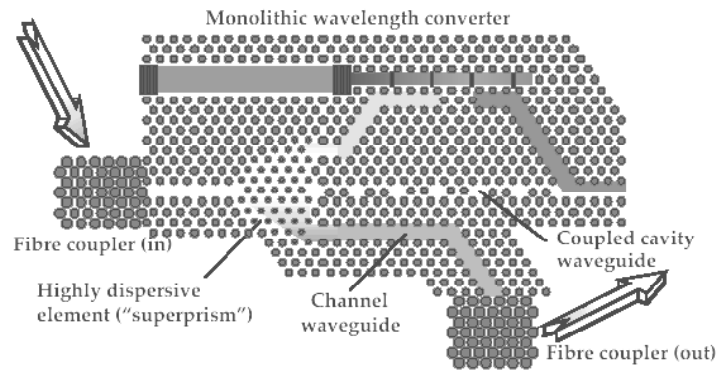 Monolithic wavelength converter
Fibre coupler (in)
Coupled cavity
waveguide
Highly dispersive
element ("superprism")
Channel
waveguide
Fibre coupler (out)